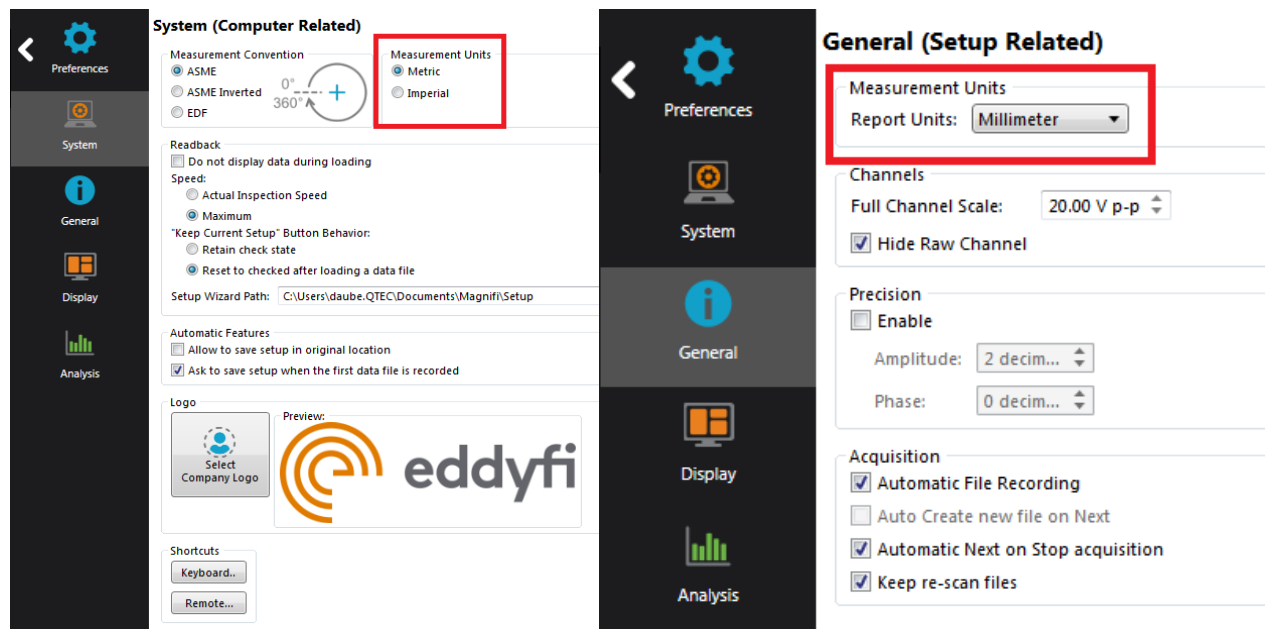 Preferences
System
General
Display
Analysis
System (Computer Related)
Measurement Convention
ASME
ASME Inverted
EDF
0°
360°
Measurement Units
Metric
Imperial
Readback
Do not display data during loading
Speed:
Actual Inspection Speed
Maximum
"Keep Current Setup" Button Behavior:
Retain check state
Reset to checked after loading a data file
Setup Wizard Path: C:\Users\daube.QTEC\Documents\Magnifi\Setup
Automatic Features
Allow to save setup in original location
Ask to save setup when the first data file is recorded
Logo
Select
Company Logo
Preview:
eddyfi
Shortcuts
Keyboard..
Remote...
Preferences
System
General
Display
Analysis
General (Setup Related)
Measurement Units
Report Units: Millimeter
Channels
Full Channel Scale: 20.00 V p-p
Hide Raw Channel
Precision
Enable
Amplitude: 2 decim...
Phase: 0 decim...
Acquisition
Automatic File Recording
Auto Create new file on Next
Automatic Next on Stop acquisition
Keep re-scan files